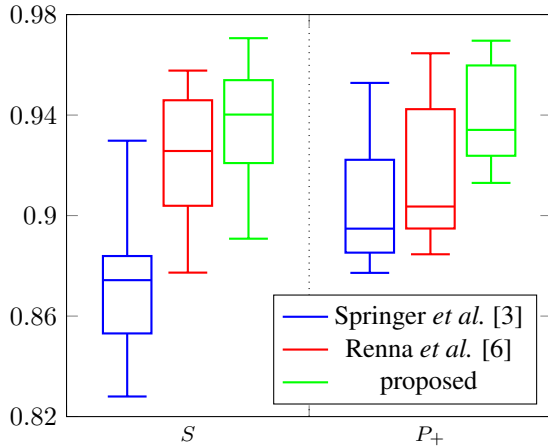 0.98
0.94
0.9
0.86
0.82
Springer et al. [3]
Renna et al. [6]
proposed
S P+